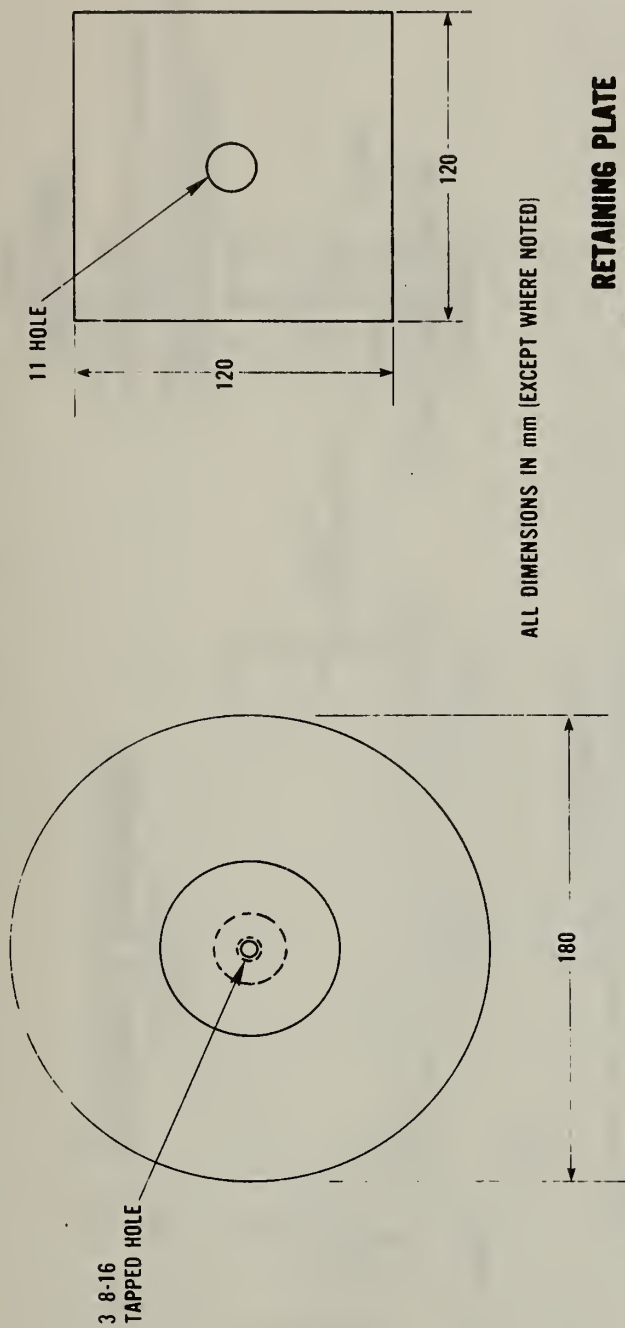 3 8-16
TAPPED HOLE
180
11 HOLE
120
120
ALL DIMENSIONS IN mm (EXCEPT WHERE NOTED)
RETAINING PLATE